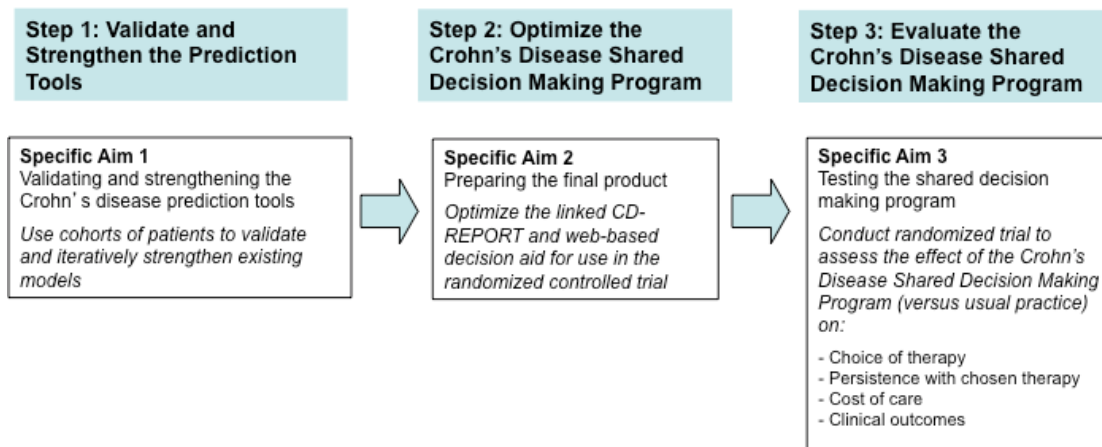 Step 1: Validate and
Strengthen the Prediction
Tools
Specific Aim 1
Validating and strengthening the
Crohn's disease prediction tools
Use cohorts of patients to validate
and iteratively strengthen existing
models
Step 2: Optimize the
Crohn's Disease Shared
Decision Making Program
Specific Aim 2
Preparing the final product
Optimize the linked CD-
REPORT and web-based
decision aid for use in the
randomized controlled trial
Step 3: Evaluate the
Crohn's Disease Shared
Decision Making Program
Specific Aim 3
Testing the shared decision
making program
Conduct randomized trial to
assess the effect of the Crohn's
Disease Shared Decision Making
Program (versus usual practice)
on:
- Choice of therapy
- Persistence with chosen therapy
- Cost of care
- Clinical outcomes